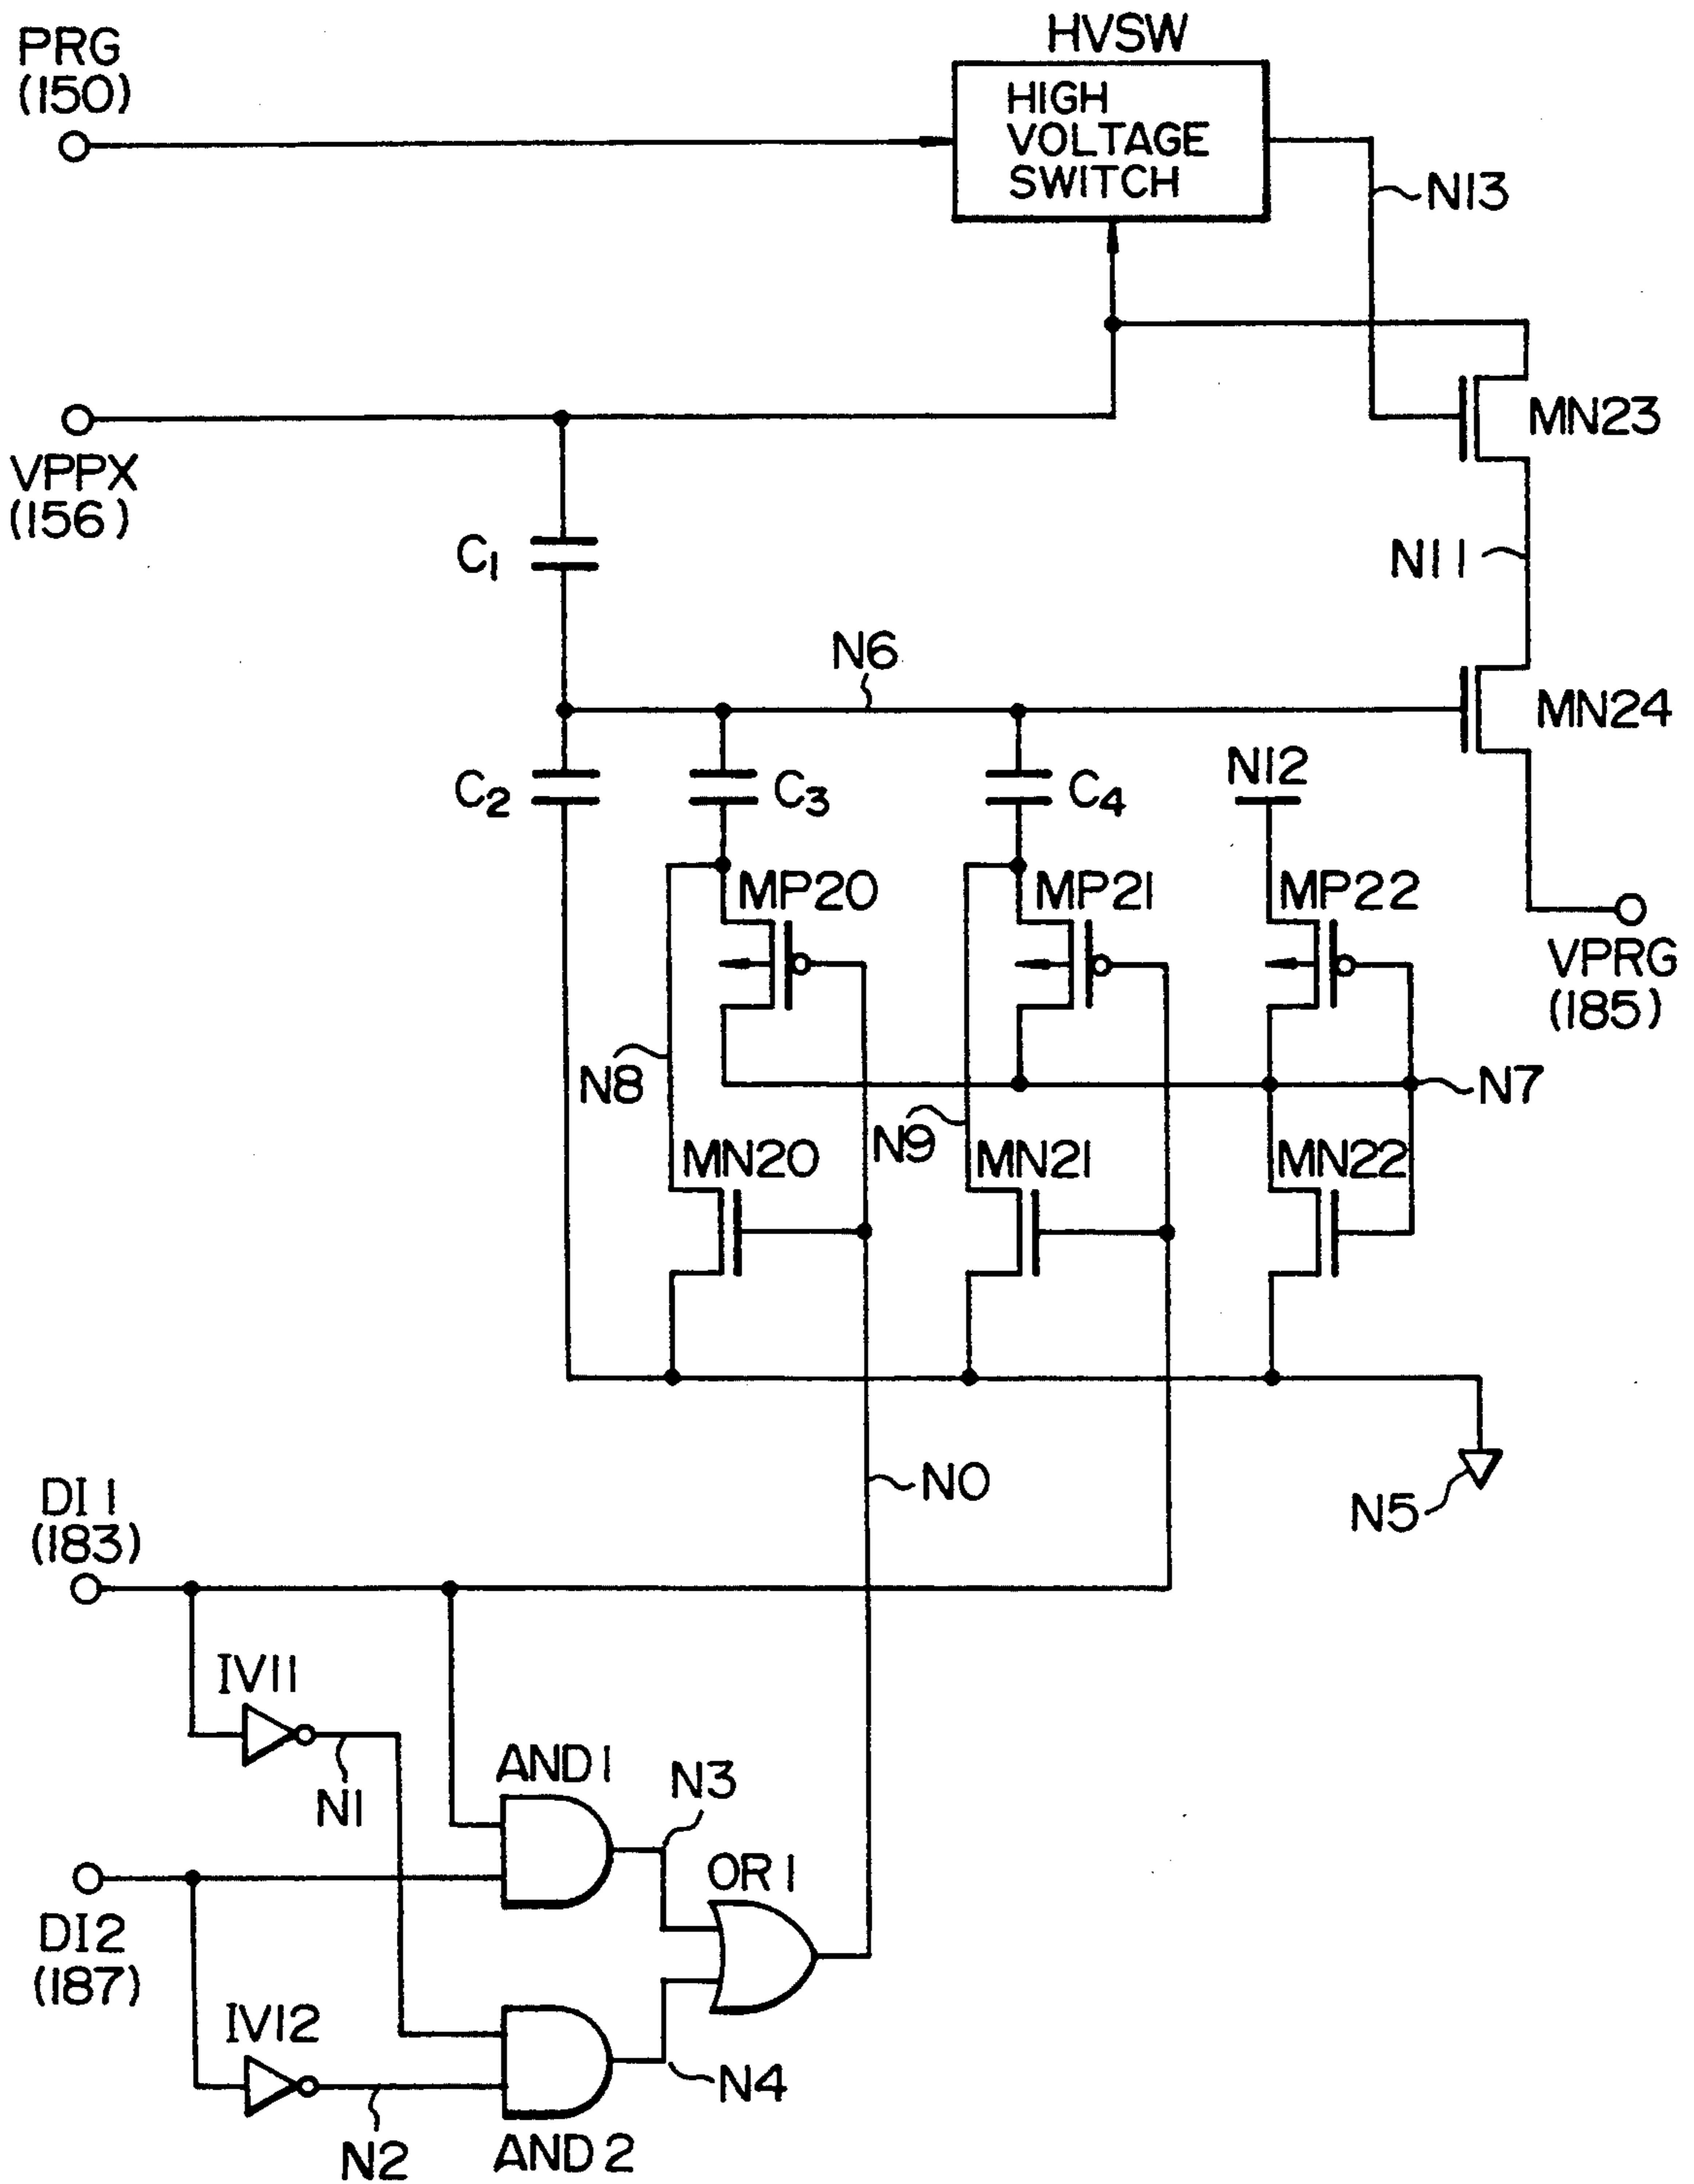 PRG
(150)
HVSW
HIGH
VOLTAGE
SWITCH
N13
VPPX
(156)
MN23
C1
N11
N6
MN24
C2
C3
C4
N12
MP20
MP21
MP22
VPRG
(185)
N8
N7
N9
MN20
MN21
MN22
N0
N5
DI1
(183)
IV11
N1
AND1
N3
OR1
DI2
(187)
IV12
N4
N2
AND2